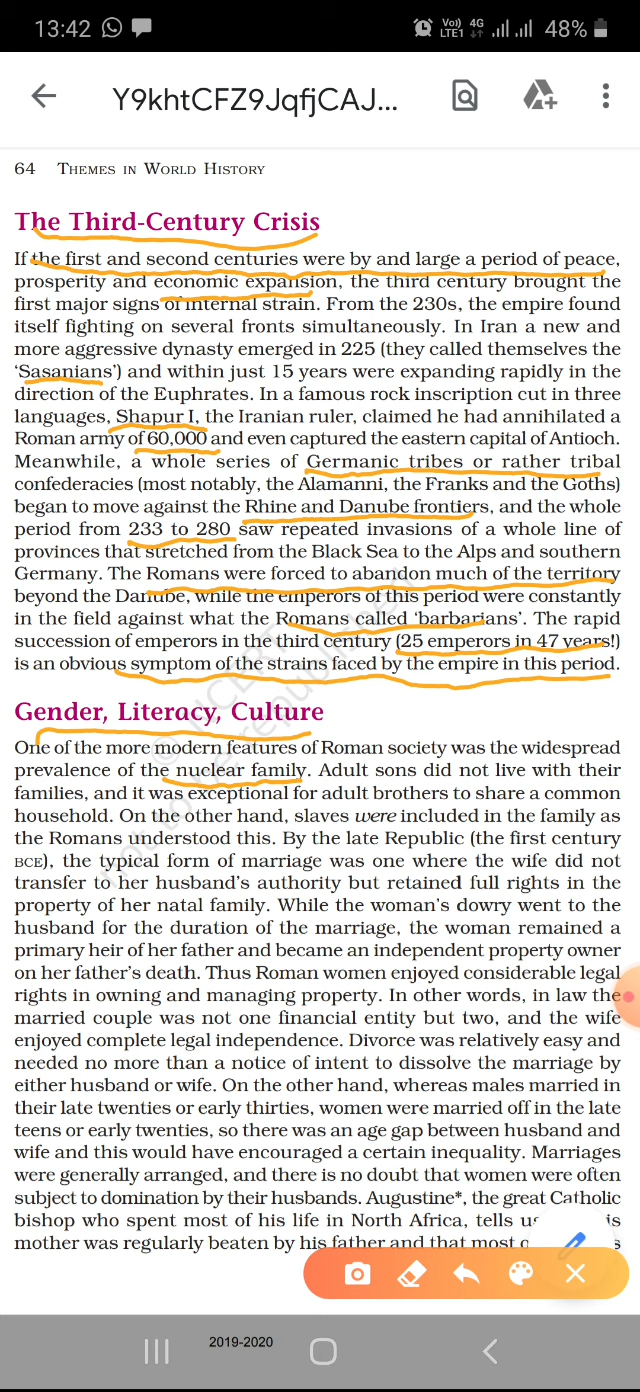 13:42
Vo)) 4G
LTE1 48%
Y9khtCFZ9JqfjCAJ...
64 THEMES IN WORLD HISTORY
The Third-Century Crisis
If the first and second centuries were by and large a period of peace,
prosperity and economic expansion, the third century brought the
first major signs of internal strain. From the 230s, the empire found
itself fighting on several fronts simultaneously. In Iran a new and
more aggressive dynasty emerged in 225 (they called themselves the
‘Sasanians’) and within just 15 years were expanding rapidly in the
direction of the Euphrates. In a famous rock inscription cut in three
languages, Shapur I, the Iranian ruler, claimed he had annihilated a
Roman army of 60,000 and even captured the eastern capital of Antioch.
Meanwhile, a whole series of Germanic tribes or rather tribal
confederacies (most notably, the Alamanni, the Franks and the Goths)
began to move against the Rhine and Danube frontiers, and the whole
period from 233 to 280 saw repeated invasions of a whole line of
provinces that stretched from the Black Sea to the Alps and southern
Germany. The Romans were forced to abandon much of the territory
beyond the Danube, while the emperors of this period were constantly
in the field against what the Romans called ‘barbarians’. The rapid
succession of emperors in the third century (25 emperors in 47 years!)
is an obvious symptom of the strains faced by the empire in this period.
Gender, Literacy, Culture
One of the more modern features of Roman society was the widespread
prevalence of the nuclear family. Adult sons did not live with their
families, and it was exceptional for adult brothers to share a common
household. On the other hand, slaves were included in the family as
the Romans understood this. By the late Republic (the first century
BCE), the typical form of marriage was one where the wife did not
transfer to her husband’s authority but retained full rights in the
property of her natal family. While the woman’s dowry went to the
husband for the duration of the marriage, the woman remained a
primary heir of her father and became an independent property owner
on her father’s death. Thus Roman women enjoyed considerable legal
rights in owning and managing property. In other words, in law the
married couple was not one financial entity but two, and the wife
enjoyed complete legal independence. Divorce was relatively easy and
needed no more than a notice of intent to dissolve the marriage by
either husband or wife. On the other hand, whereas males married in
their late twenties or early thirties, women were married off in the late
teens or early twenties, so there was an age gap between husband and
wife and this would have encouraged a certain inequality. Marriages
were generally arranged, and there is no doubt that women were often
subject to domination by their husbands. Augustine*, the great Catholic
bishop who spent most of his life in North Africa, tells
mother was regularly beaten by his father and that most
© NCERT
not to be republished
2019-2020